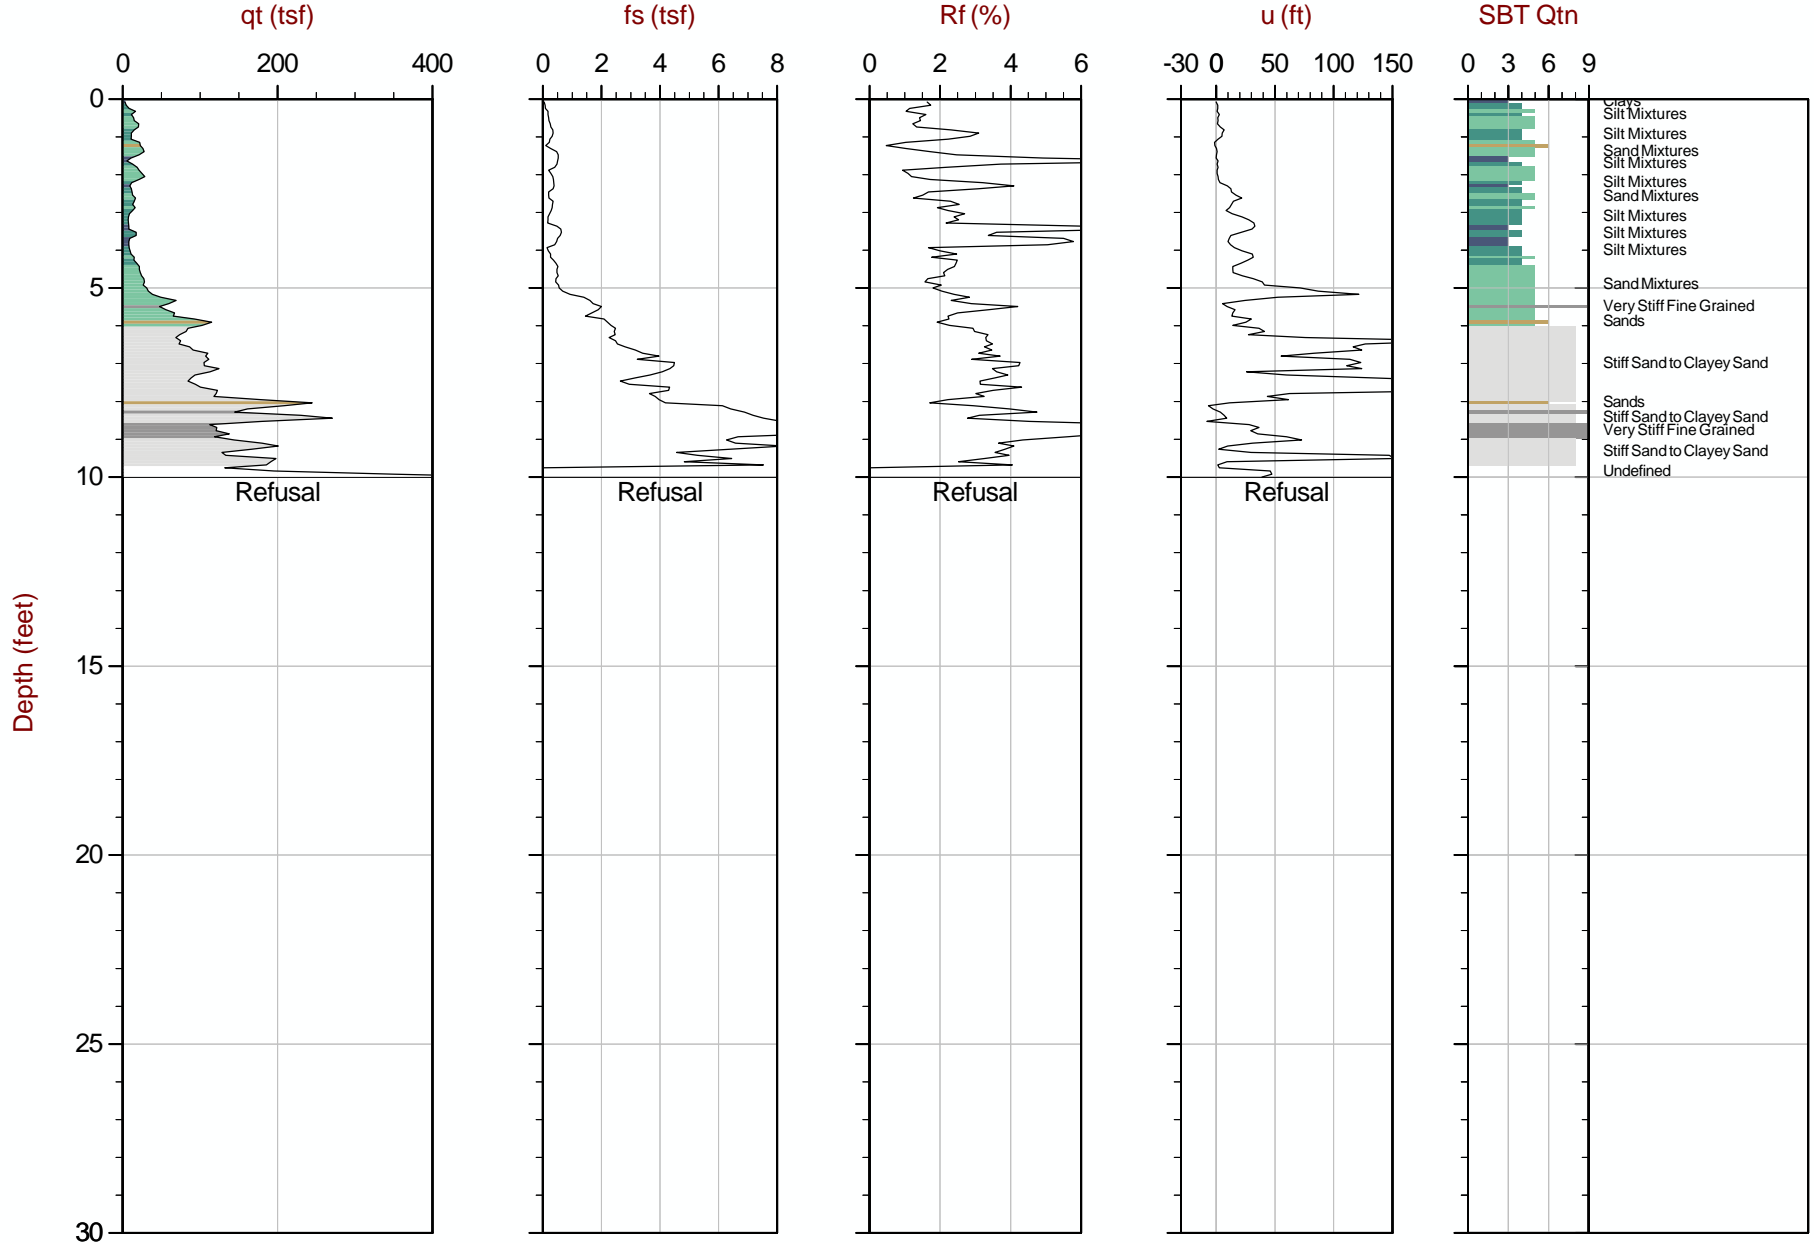 qt (tsf)
fs (tsf)
Rf (%)
u (ft)
SBT Qtn
0 200 400
0 2 4 6 8
0 2 4 6
-30 0 50 100 150
0 3 6 9
0
5
10
15
20
25
30
Depth (feet)
Refusal
Refusal
Refusal
Refusal
Clays
Silt Mixtures
Silt Mixtures
Sand Mixtures
Silt Mixtures
Silt Mixtures
Sand Mixtures
Silt Mixtures
Silt Mixtures
Silt Mixtures
Sand Mixtures
Very Stiff Fine Grained
Sands
Stiff Sand to Clayey Sand
Sands
Stiff Sand to Clayey Sand
Very Stiff Fine Grained
Stiff Sand to Clayey Sand
Undefined